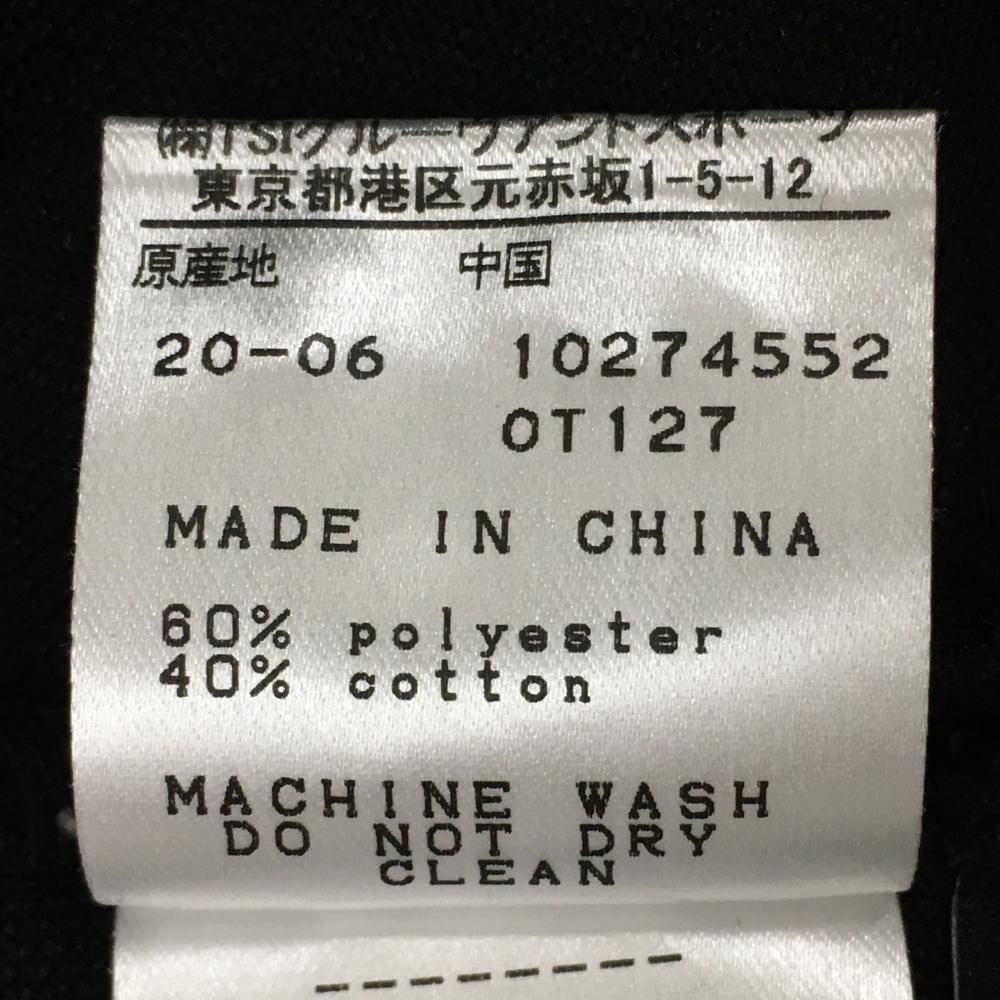 ㈱TSIグルーヴアンドスポーツ
東京都港区元赤坂1-5-12
原産地 中国
20-06 10274552
OT127
MADE IN CHINA
60% polyester
40% cotton
MACHINE WASH
DO NOT DRY
CLEAN